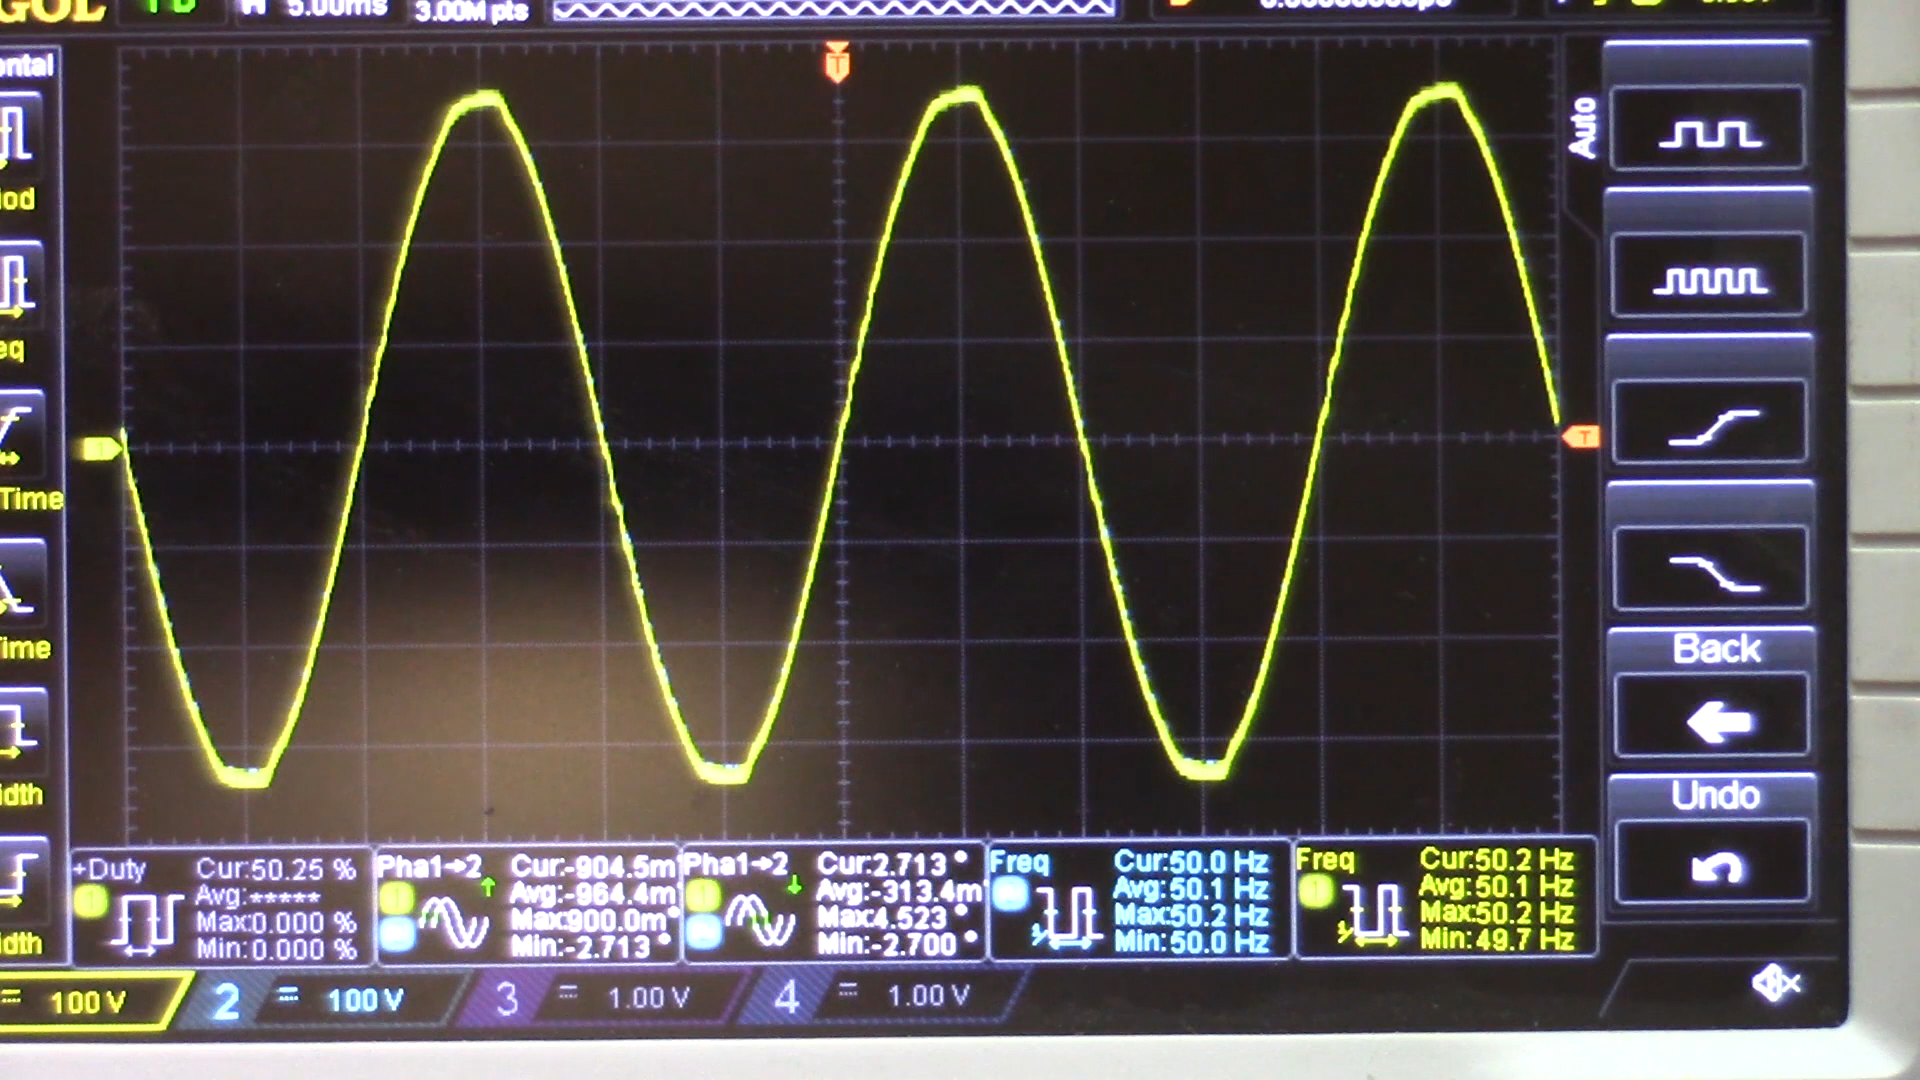 GOL T'D H 5.00ms 3.00M pts
ontal
T
Auto
iod
eq
1
T
Time
ime
Back
idth
Undo
idth
+Duty
Cur:50.25 %
Avg:*****
Max:0.000 %
Min:0.000 %
Pha1→2
Cur:-904.5m°
Avg:-964.4m°
Max:900.0m°
Min:-2.713 °
Pha1→2
Cur:2.713 °
Avg:-313.4m°
Max:4.523 °
Min:-2.700 °
Freq
Cur:50.0 Hz
Avg:50.1 Hz
Max:50.2 Hz
Min:50.0 Hz
Freq
Cur:50.2 Hz
Avg:50.1 Hz
Max:50.2 Hz
Min:49.7 Hz
100 V 2 100 V 3 1.00 V 4 1.00 V